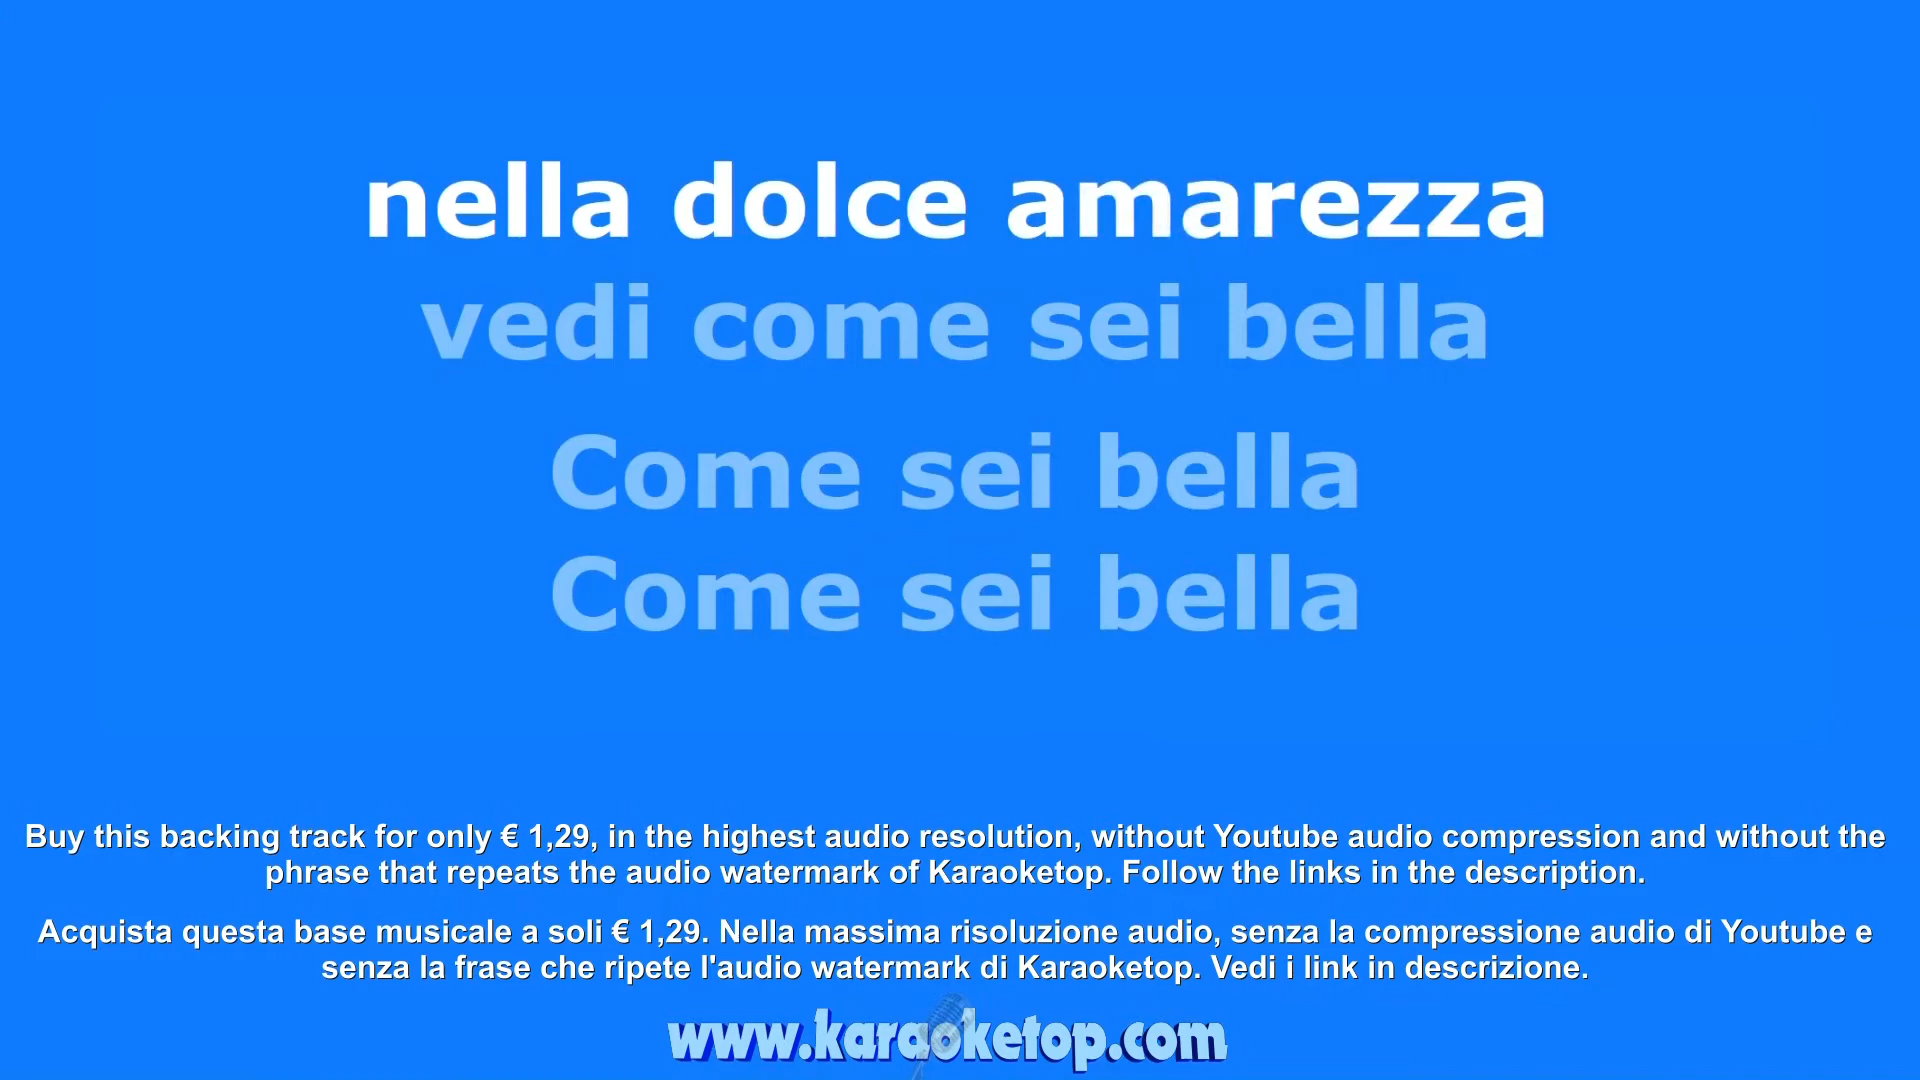 nella dolce amarezza
vedi come sei bella
Come sei bella
Come sei bella
Buy this backing track for only € 1,29, in the highest audio resolution, without Youtube audio compression and without the
phrase that repeats the audio watermark of Karaoketop. Follow the links in the description.
Acquista questa base musicale a soli € 1,29. Nella massima risoluzione audio, senza la compressione audio di Youtube e
senza la frase che ripete l'audio watermark di Karaoketop. Vedi i link in descrizione.
www.karaoketop.com